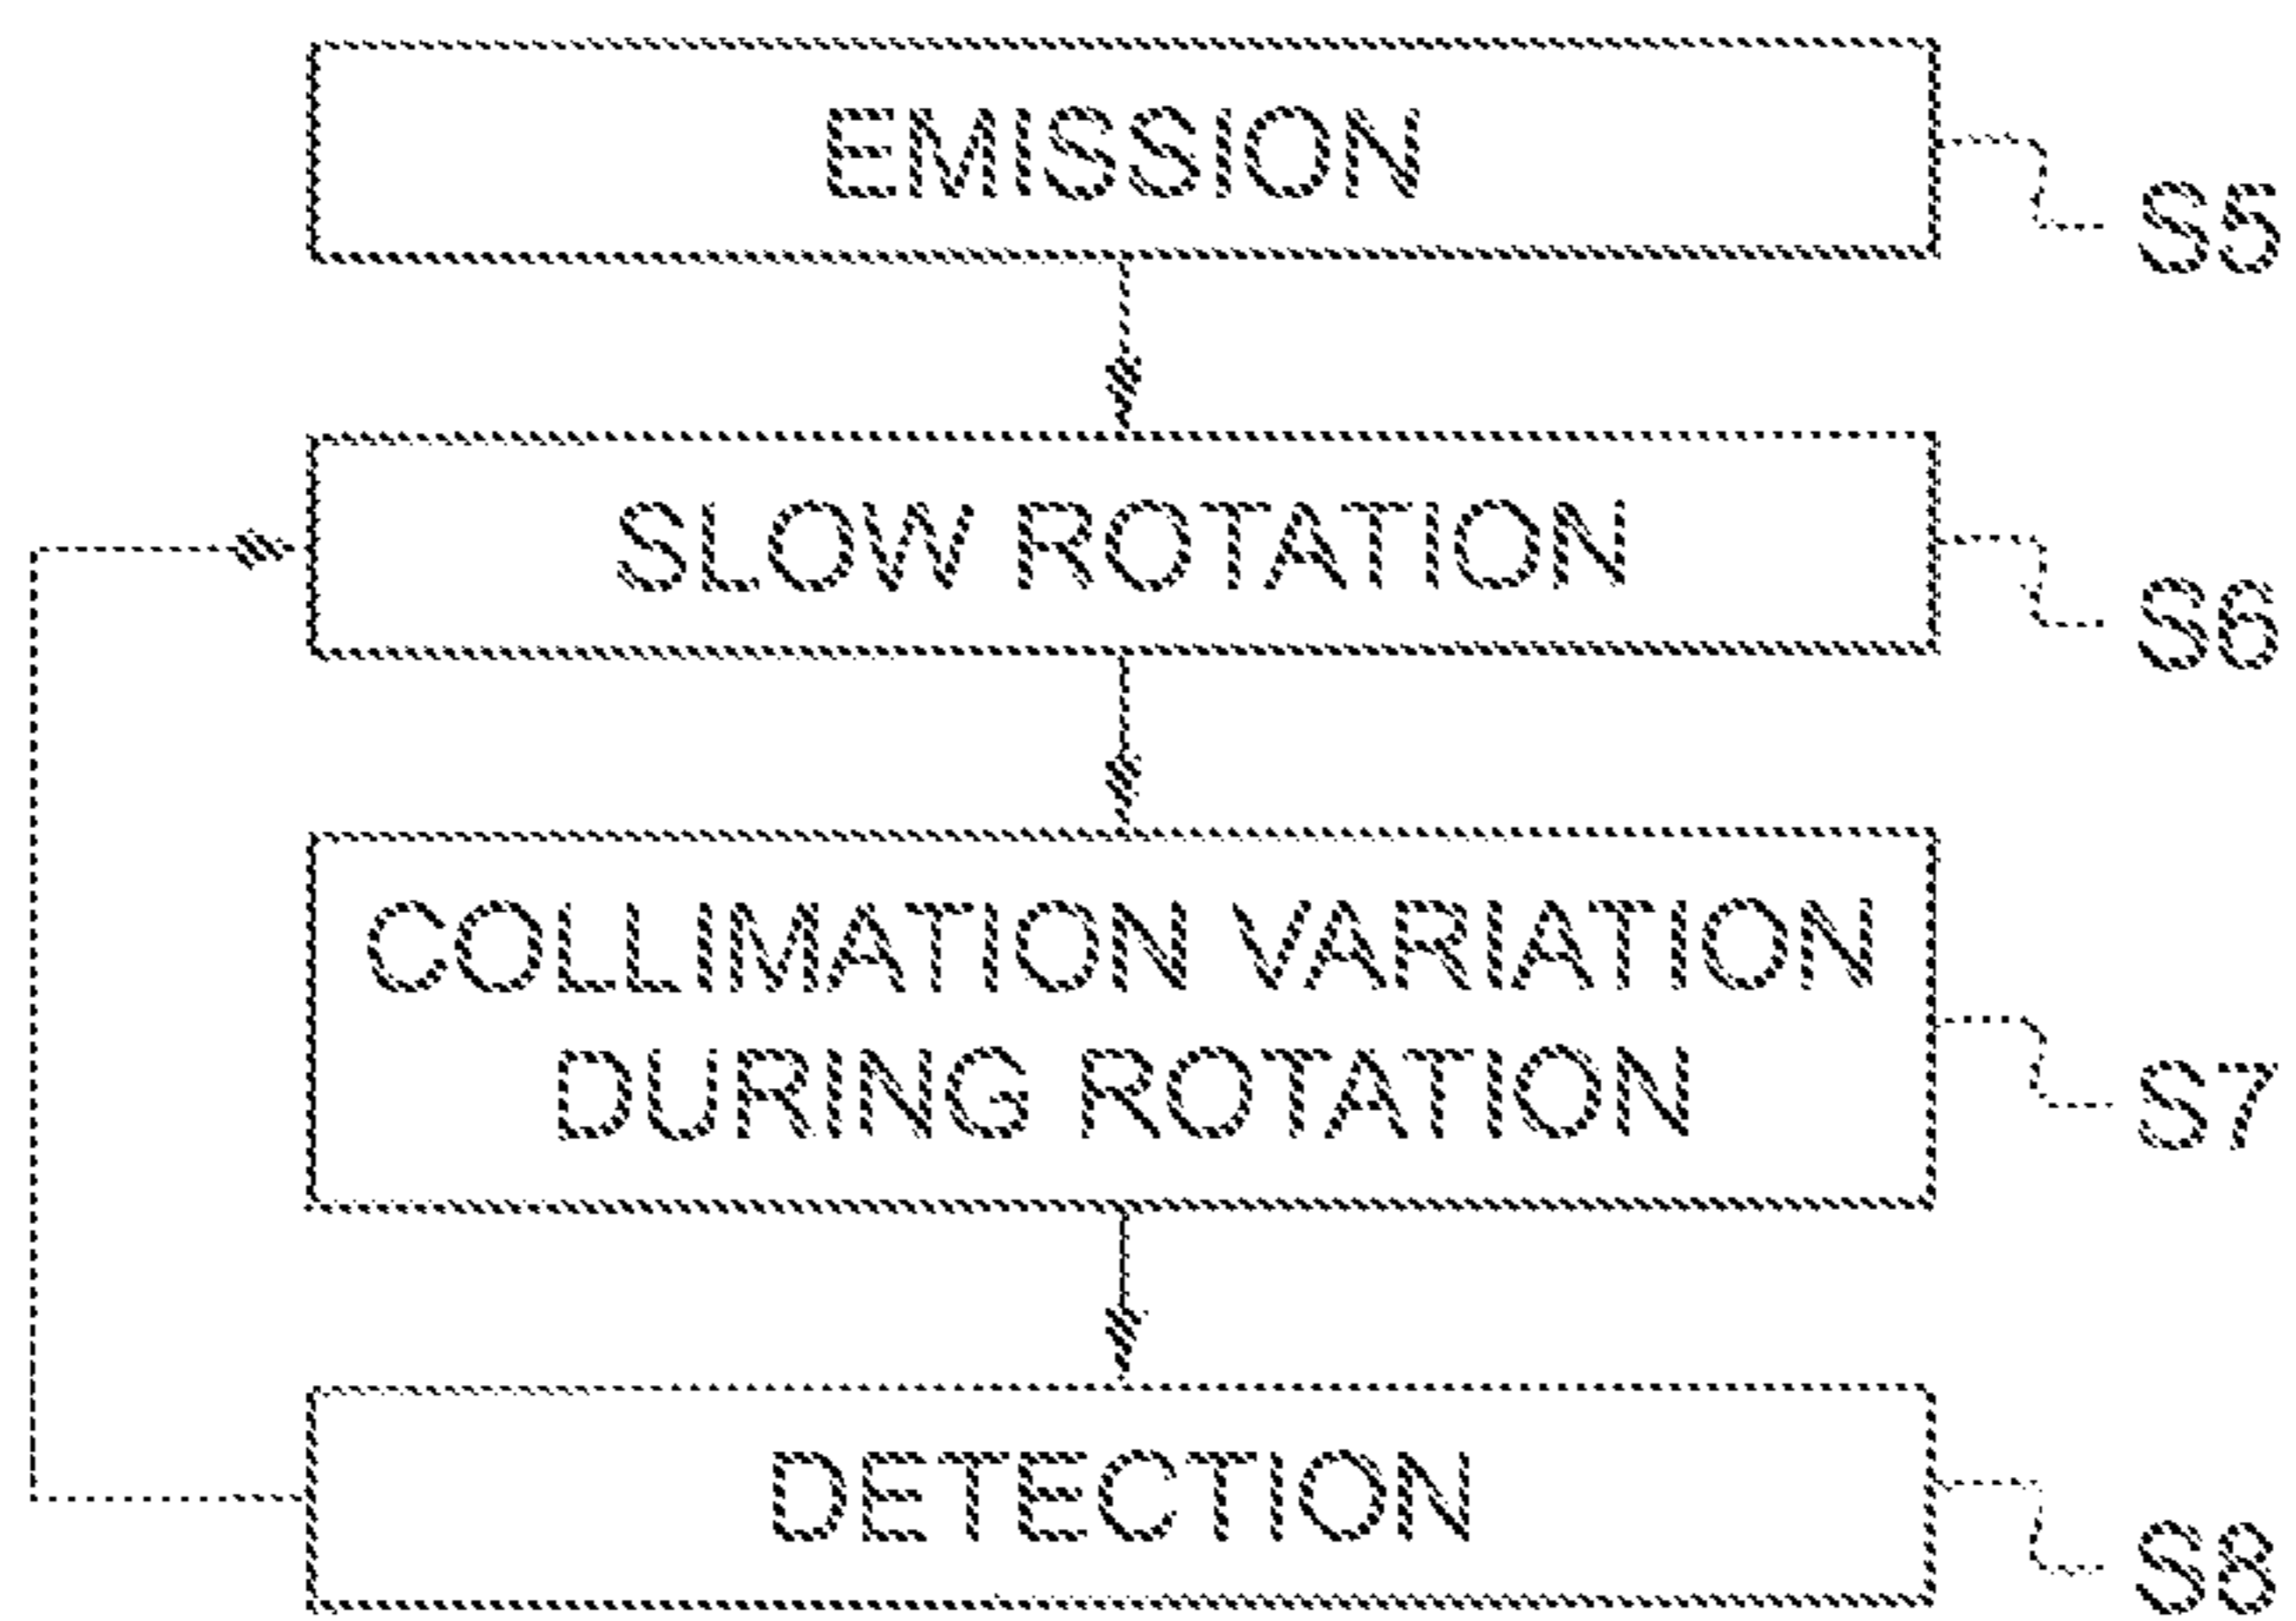 EMISSION
S5
SLOW ROTATION
S6
COLLIMATION VARIATION
DURING ROTATION
S7
DETECTION
S8